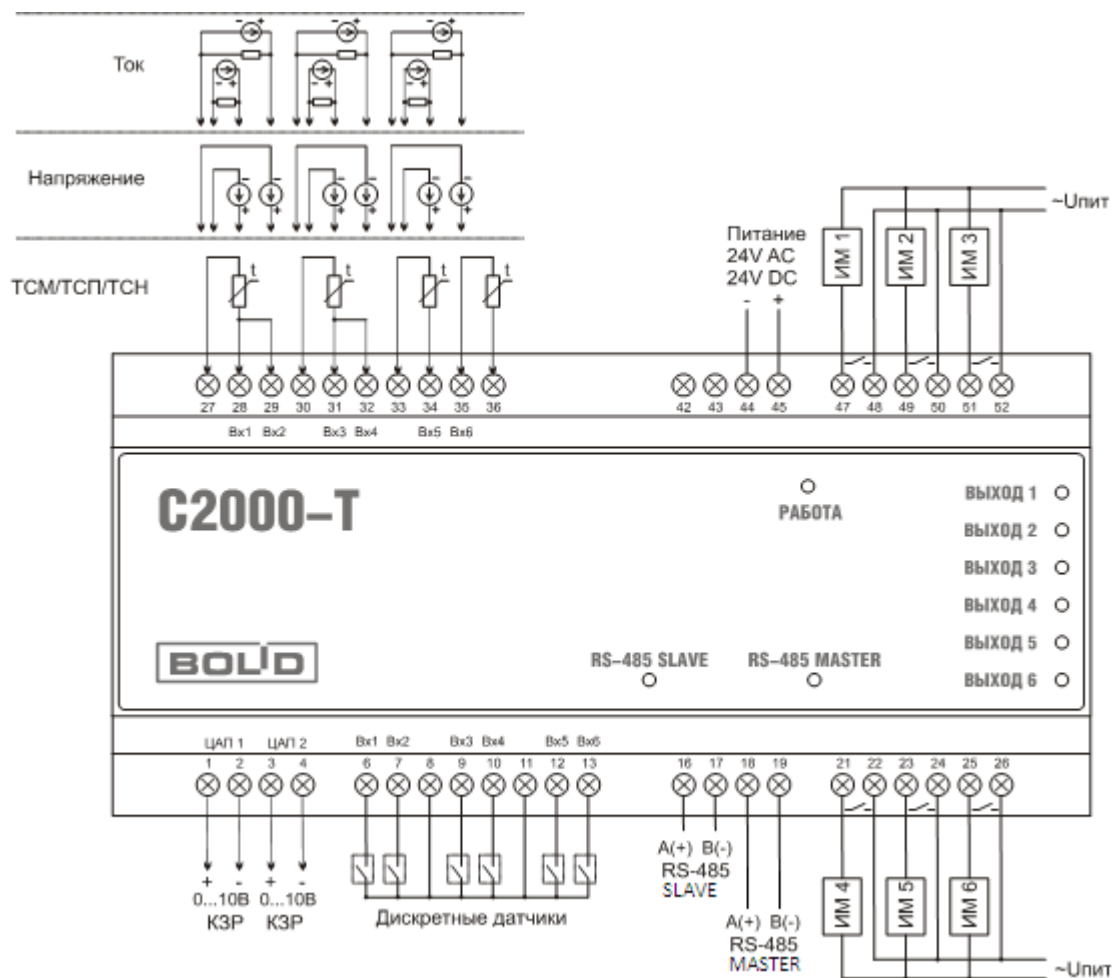 - + - + - +
- + - + - +
Ток
Напряжение
- - - - - -
+ + + + + +
ТСМ/ТСП/ТСН
t t t t
Питание
24V AC
24V DC
- +
ИМ 1 ИМ 2 ИМ 3
~Uпит
27 28 29 30 31 32 33 34 35 36 42 43 44 45 47 48 49 50 51 52
Вх1 Вх2 Вх3 Вх4 Вх5 Вх6
С2000–Т
РАБОТА
ВЫХОД 1
ВЫХОД 2
ВЫХОД 3
ВЫХОД 4
ВЫХОД 5
ВЫХОД 6
BOLID
RS–485 SLAVE RS–485 MASTER
ЦАП 1 ЦАП 2 Вх1 Вх2 Вх3 Вх4 Вх5 Вх6
1 2 3 4 6 7 8 9 10 11 12 13 16 17 18 19 21 22 23 24 25 26
+ - + -
0...10В 0...10В
КЗР КЗР
Дискретные датчики
A(+) B(-)
RS-485
SLAVE
A(+) B(-)
RS-485
MASTER
ИМ 4 ИМ 5 ИМ 6
~Uпит